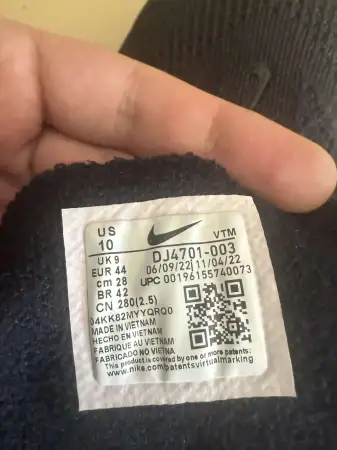 US
10
VTM
UK 9
DJ4701-003
EUR 44
06/09/22 11/04/22
cm 28
UPC 00196155740073
BR 42
CN 280(2.5)
04KKB2MYYQRQ0
MADE IN VIETNAM
HECHO EN VIETNAM
FABRIQUE AU VIETNAM
FABRICADO NO VIETNAM
This product is covered by one or more patents:
www.nike.com/patentsvirtualmarking